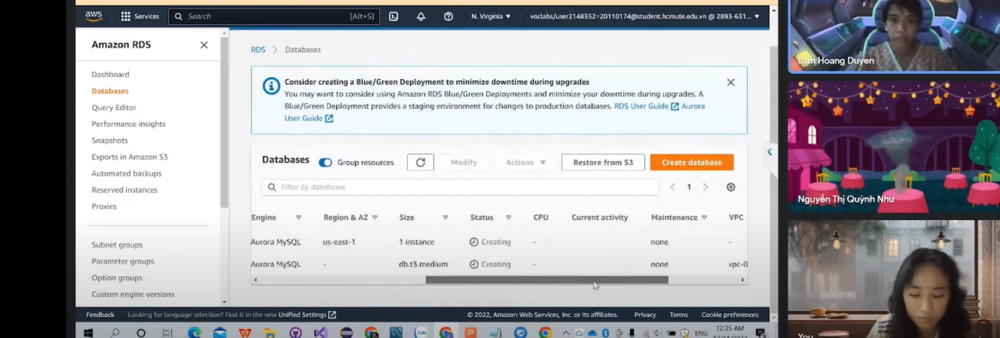 aws
Services
Search
[Alt+S]
N. Virginia
voclabs/user2148352=20110174@student.hcmute.edu.vn @ 2893-631...
Amazon RDS
Dashboard
Databases
Query Editor
Performance insights
Snapshots
Exports in Amazon S3
Automated backups
Reserved instances
Proxies
Subnet groups
Parameter groups
Option groups
Custom engine versions
RDS > Databases
Consider creating a Blue/Green Deployment to minimize downtime during upgrades
You may want to consider using Amazon RDS Blue/Green Deployments and minimize your downtime during upgrades. A
Blue/Green Deployment provides a staging environment for changes to production databases. RDS User Guide Aurora
User Guide
Databases
Group resources
Modify
Actions
Restore from S3
Create database
Filter by databases
1
Engine Region & AZ Size Status CPU Current activity Maintenance VPC
Aurora MySQL us-east-1 1 instance Creating - none -
Aurora MySQL - db.t3.medium Creating - none vpc-0
Feedback Looking for language selection? Find it in the new Unified Settings
© 2022, Amazon Web Services, Inc. or its affiliates. Privacy Terms Cookie preferences
ENG
12:35 AM
Lam Hoang Duyen
Nguyễn Thị Quỳnh Như
You